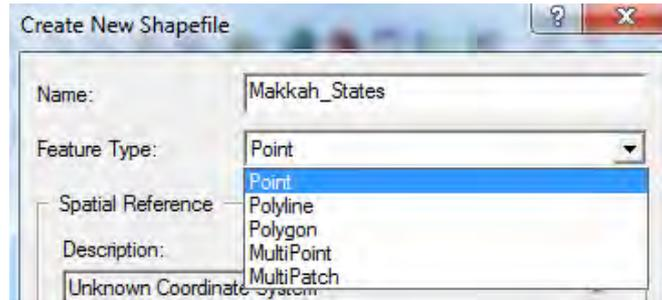 Create New Shapefile
Name: Makkah_States
Feature Type: Point
Point
Spatial Reference
Polyline
Polygon
Description:
MultiPoint
MultiPatch
Unknown Coordinate System